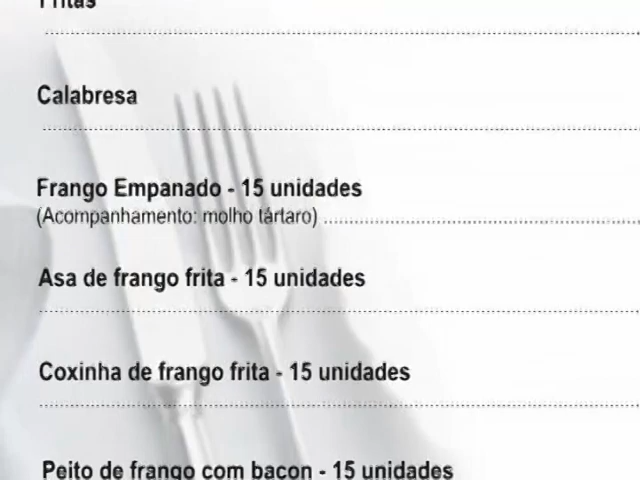 Fritas
Calabresa
Frango Empanado - 15 unidades
(Acompanhamento: molho tártaro)
Asa de frango frita - 15 unidades
Coxinha de frango frita - 15 unidades
Peito de frango com bacon - 15 unidades